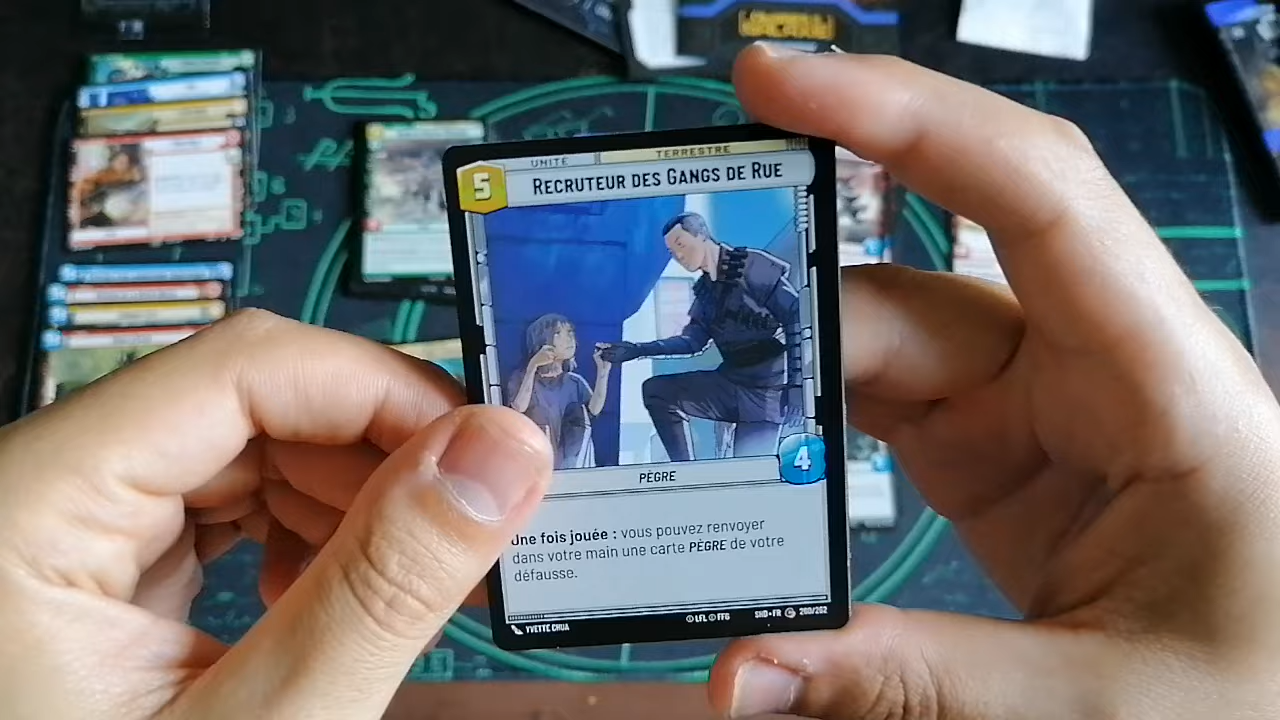 UNITÉ
TERRESTRE
5
RECRUTEUR DES GANGS DE RUE
4
PÈGRE
Une fois jouée : vous pouvez renvoyer
dans votre main une carte PÈGRE de votre
défausse.
YVETTE CHUA
© LFL © FFG
SHD • FR
260/262